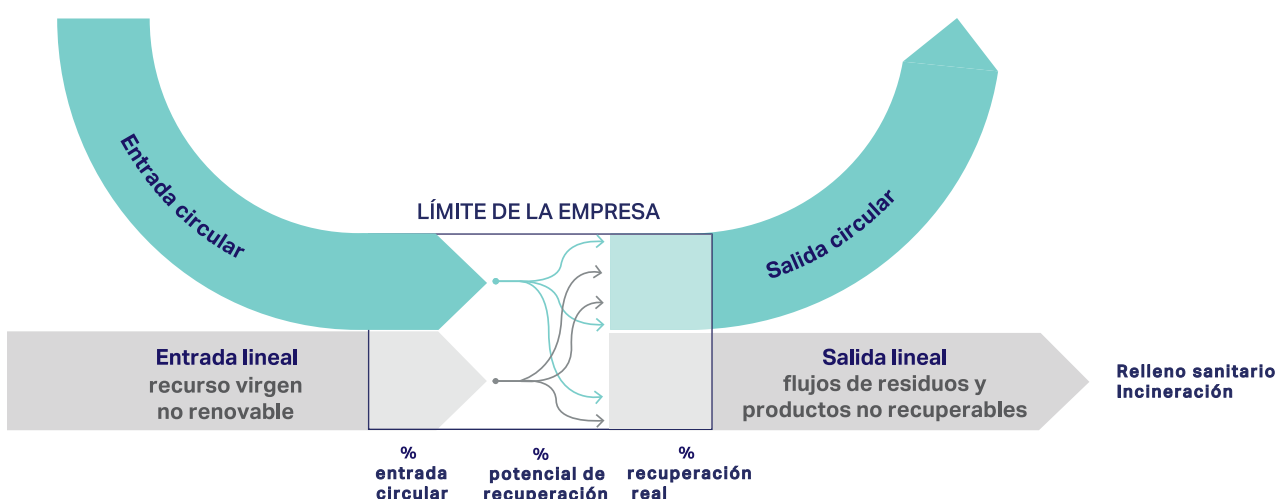 Entrada circular
LÍMITE DE LA EMPRESA
Salida circular
Entrada lineal
recurso virgen
no renovable
Salida lineal
flujos de residuos y
productos no recuperables
Relleno sanitario
Incineración
%
entrada
circular
%
potencial de
recuperación
%
recuperación
real